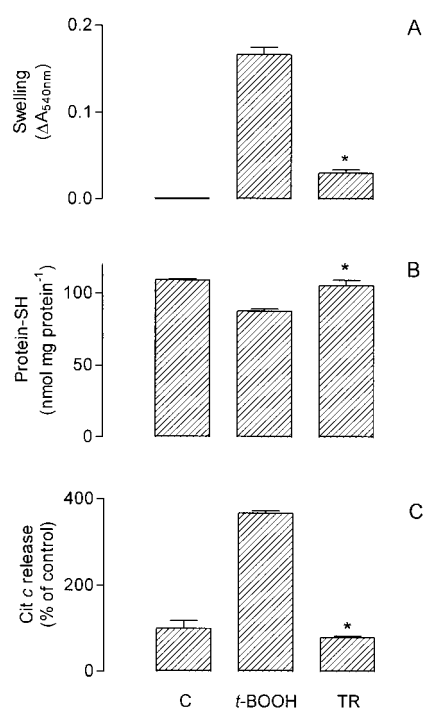 A
0.2
0.1
0.0
Swelling
(ΔA540nm)
*
B
100
50
0
Protein-SH
(nmol mg protein⁻¹)
*
C
400
200
0
Cit c release
(% of control)
*
C t-BOOH TR